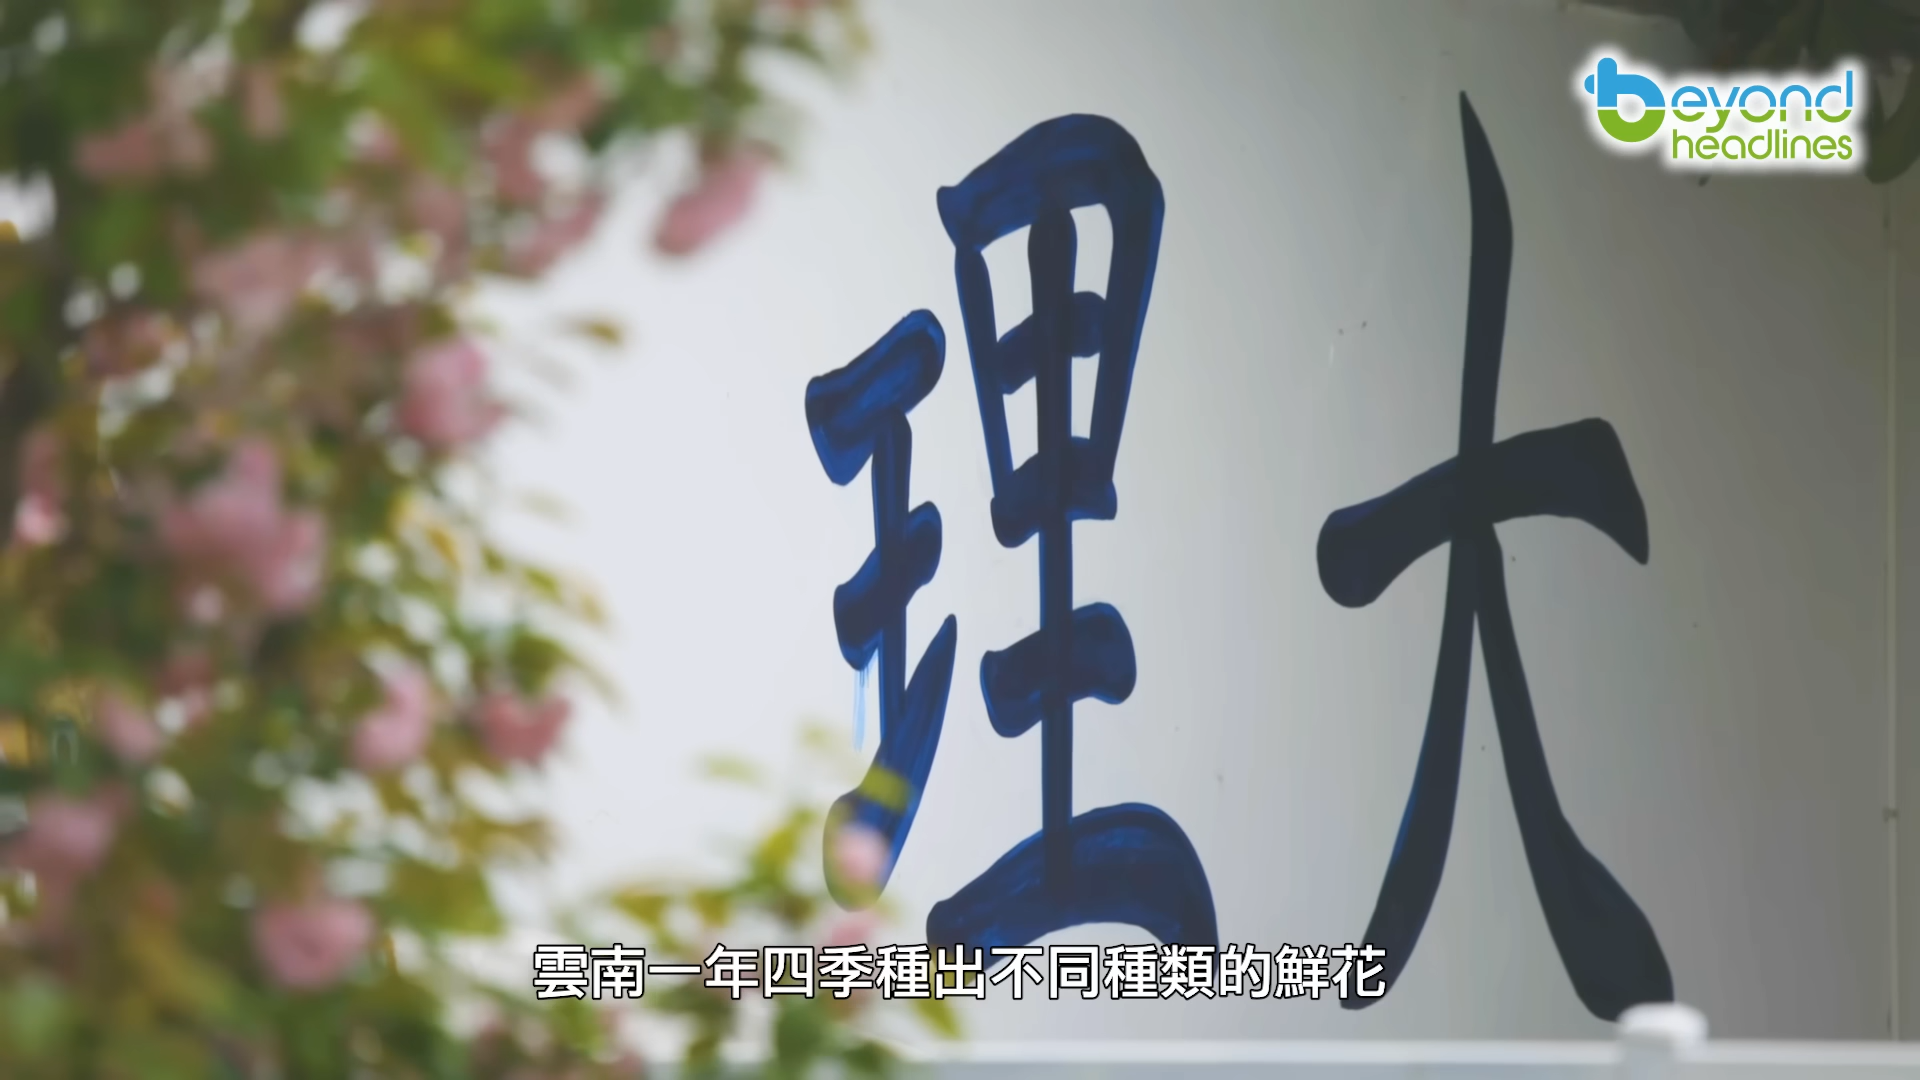 beyond
headlines
大理
雲南一年四季種出不同種類的鮮花